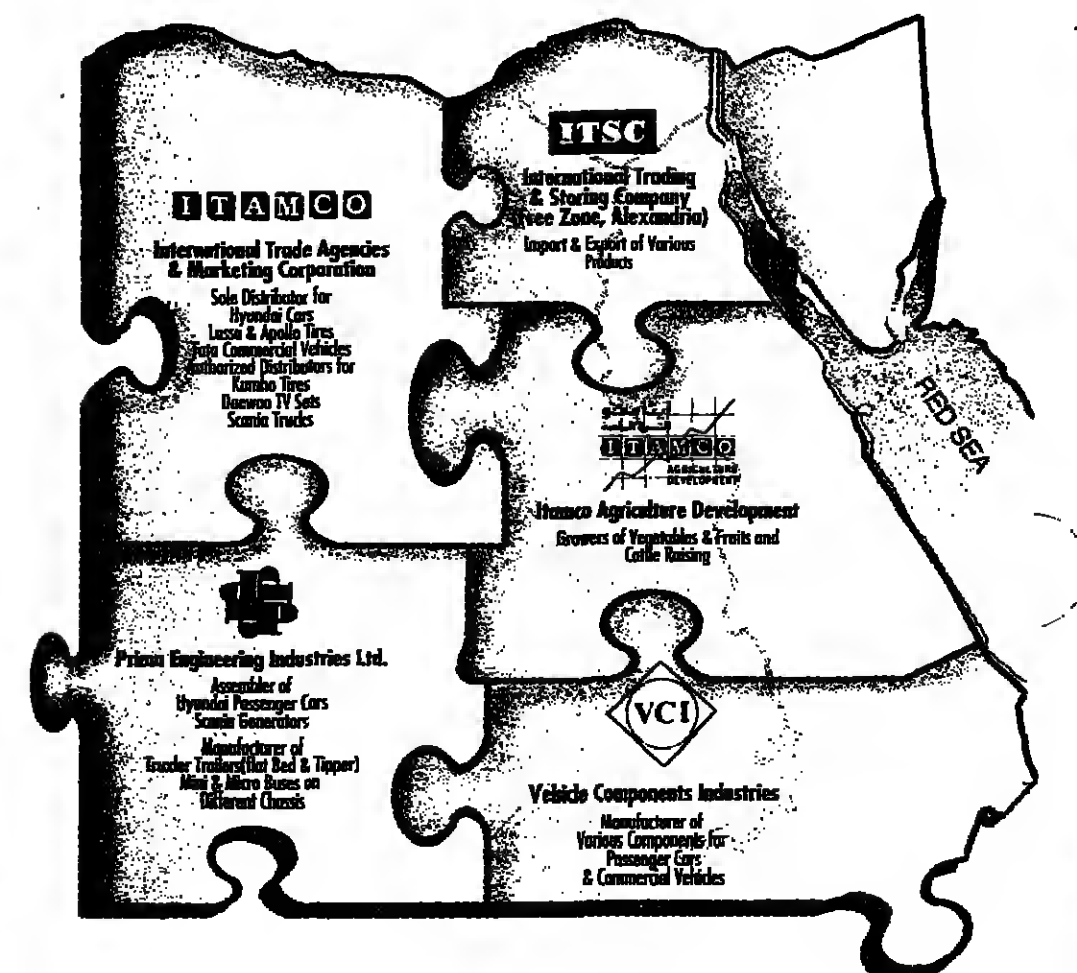 ITAMCO
International Trade Agencies
& Marketing Corporation
Sole Distributor for
Hyundai Cars
Lassa & Apollo Tires
Tata Commercial Vehicles
Authorized Distributors for
Kumho Tires
Daewoo TV Sets
Scania Trucks
ITSC
International Trading
& Storing Company
(Free Zone, Alexandria)
Import & Export of Various
Products
RED SEA
ITAMCO
AGRICULTURE
DEVELOPMENT
Itamco Agriculture Development
Growers of Vegetables & Fruits and
Cattle Raising
Prima Engineering Industries Ltd.
Assembler of
Hyundai Passenger Cars
Scania Generators
Manufacturer of
Trailers(flat Bed & Tipper)
Mini & Micro Buses on
Different Chassis
VCI
Vehicle Components Industries
Manufacturer of
Various Components for
Passenger Cars
& Commercial Vehicles